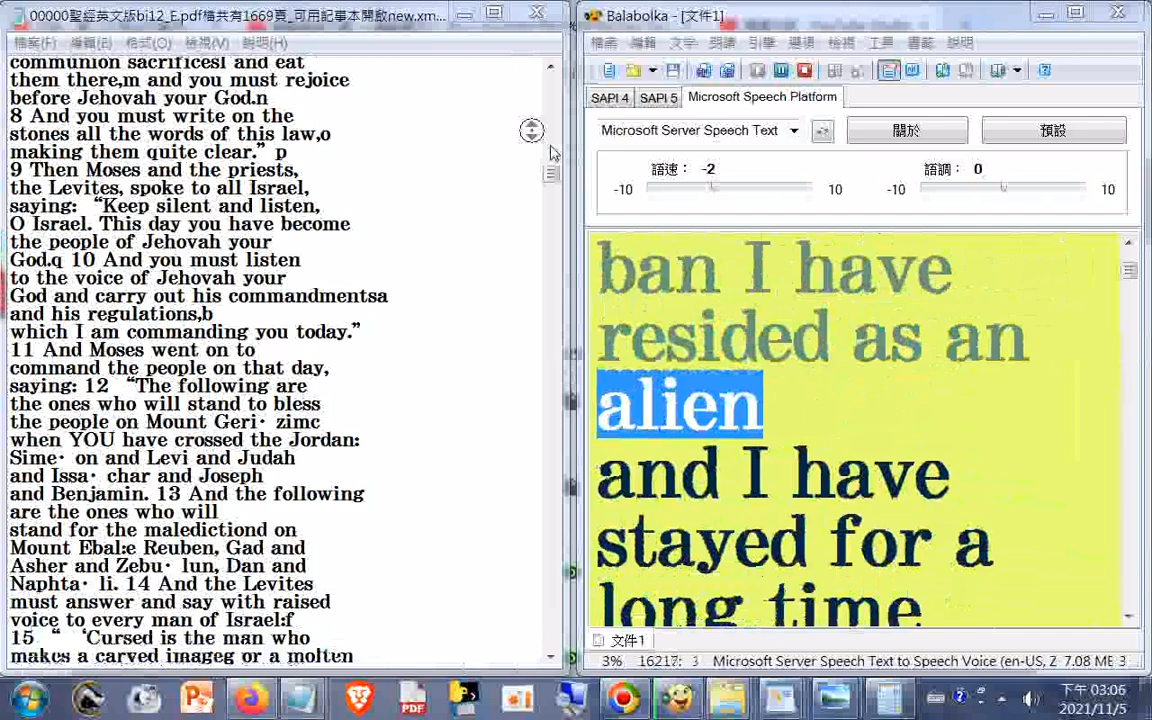 00000聖經英文版bi12_E.pdf檔共有1669頁_可用記事本開啟new.xm...
檔案(F) 編輯(E) 格式(O) 檢視(V) 說明(H)
communion sacrificesl and eat
them there,m and you must rejoice
before Jehovah your God.n
8 And you must write on the
stones all the words of this law,o
making them quite clear.” p
9 Then Moses and the priests,
the Levites, spoke to all Israel,
saying: “Keep silent and listen,
O Israel. This day you have become
the people of Jehovah your
God.q 10 And you must listen
to the voice of Jehovah your
God and carry out his commandmentsa
and his regulations,b
which I am commanding you today.”
11 And Moses went on to
command the people on that day,
saying: 12 “The following are
the ones who will stand to bless
the people on Mount Geri· zimc
when YOU have crossed the Jordan:
Sime· on and Levi and Judah
and Issa· char and Joseph
and Benjamin. 13 And the following
are the ones who will
stand for the maledictiond on
Mount Ebal:e Reuben, Gad and
Asher and Zebu· lun, Dan and
Naphta· li. 14 And the Levites
must answer and say with raised
voice to every man of Israel:f
15 “ ‘Cursed is the man who
makes a carved imageg or a molten
Balabolka - [文件1]
檔案 編輯 文字 朗讀 引擎 選項 檢視 工具 書籤 說明
SAPI 4 SAPI 5 Microsoft Speech Platform
Microsoft Server Speech Text 關於 預設
語速： -2 語調： 0
-10 10 -10 10
ban I have
resided as an
alien
and I have
stayed for a
long time
文件1
3% 16217: 3 Microsoft Server Speech Text to Speech Voice (en-US, Z 7.08 MB 3
PDF
下午 03:06
2021/11/5